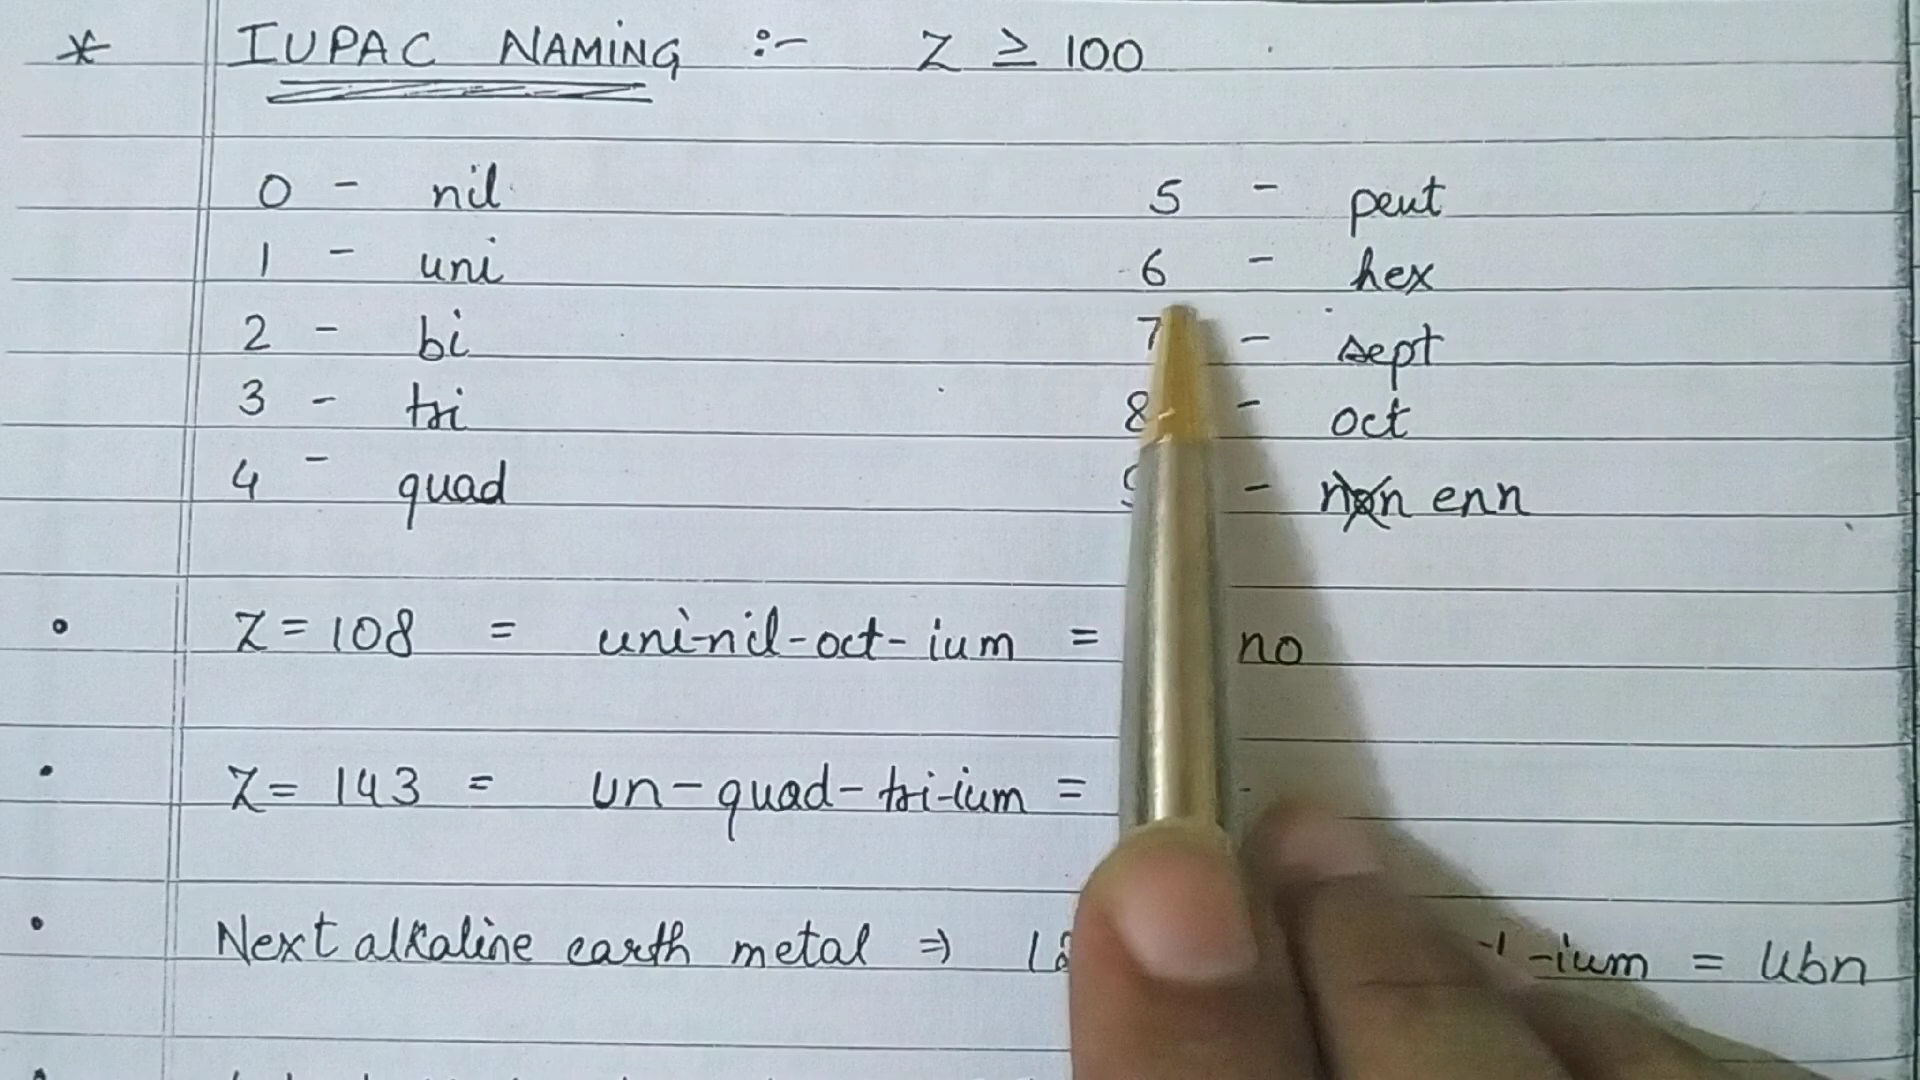 * IUPAC NAMING :- Z ≥ 100
0 - nil 5 - pent
1 - uni 6 - hex
2 - bi 7 - sept
3 - tri 8 - oct
4 - quad - non enn
• Z = 108 = uni-nil-oct-ium = no
• Z = 143 = un-quad-tri-ium =
• Next alkaline earth metal ⇒ -ium = Ubn